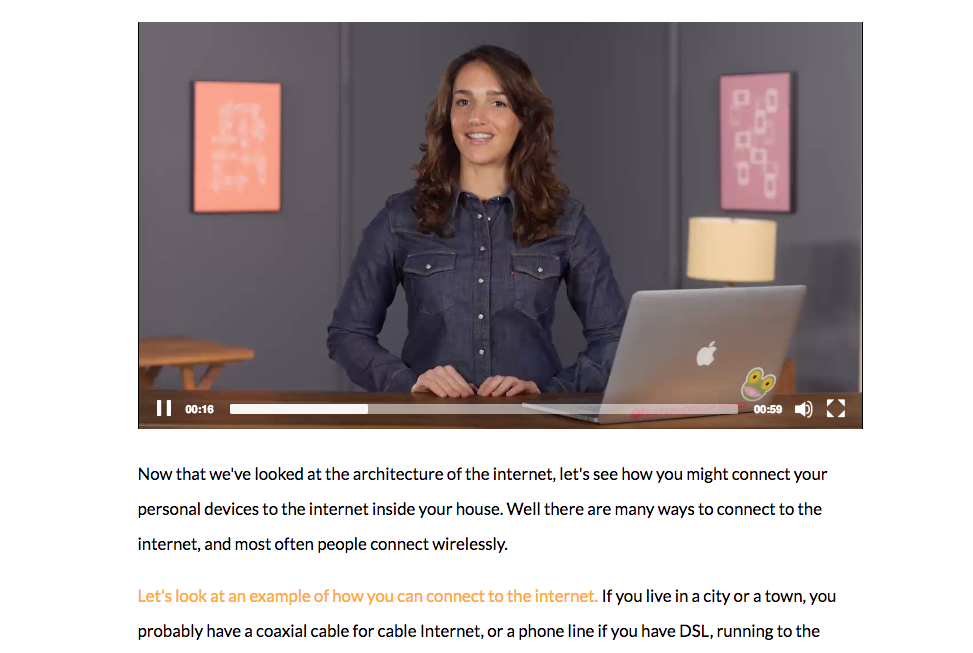 00:16
00:59
Now that we've looked at the architecture of the internet, let's see how you might connect your
personal devices to the internet inside your house. Well there are many ways to connect to the
internet, and most often people connect wirelessly.
Let's look at an example of how you can connect to the internet. If you live in a city or a town, you
probably have a coaxial cable for cable Internet, or a phone line if you have DSL, running to the